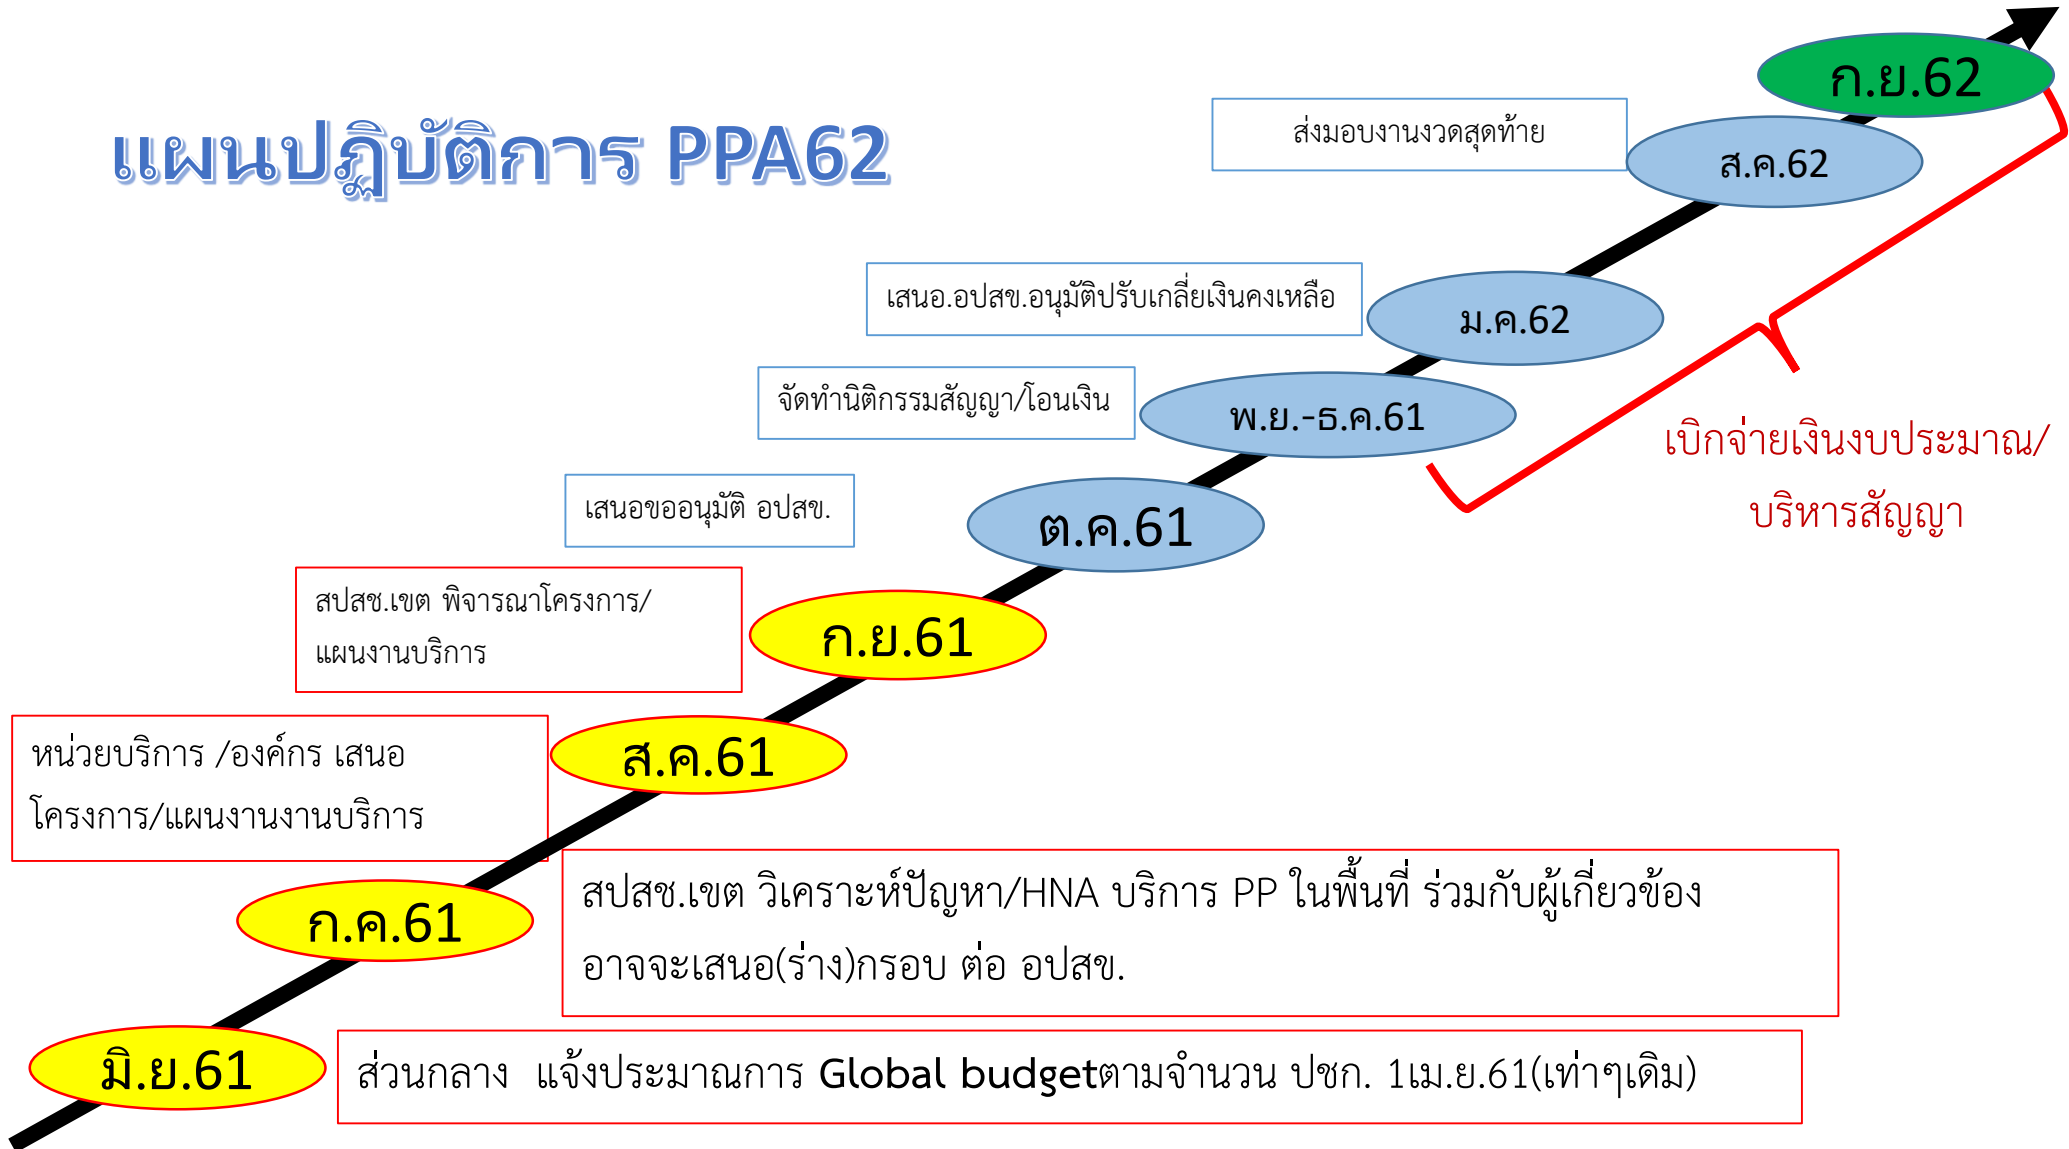 แผนปฏิบัติการ PPA62
ก.ย.62
ส่งมอบงานงวดสุดท้าย
ส.ค.62
เสนอ.อปสข.อนุมัติปรับเกลี่ยเงินคงเหลือ
ม.ค.62
จัดทำนิติกรรมสัญญา/โอนเงิน
พ.ย.-ธ.ค.61
เบิกจ่ายเงินงบประมาณ/
บริหารสัญญา
เสนอขออนุมัติ อปสข.
ต.ค.61
สปสช.เขต พิจารณาโครงการ/
แผนงานบริการ
ก.ย.61
หน่วยบริการ /องค์กร เสนอ
โครงการ/แผนงานงานบริการ
ส.ค.61
ก.ค.61
สปสช.เขต วิเคราะห์ปัญหา/HNA บริการ PP ในพื้นที่ ร่วมกับผู้เกี่ยวข้อง
อาจจะเสนอ(ร่าง)กรอบ ต่อ อปสข.
มิ.ย.61
ส่วนกลาง แจ้งประมาณการ Global budgetตามจำนวน ปชก. 1เม.ย.61(เท่าๆเดิม)